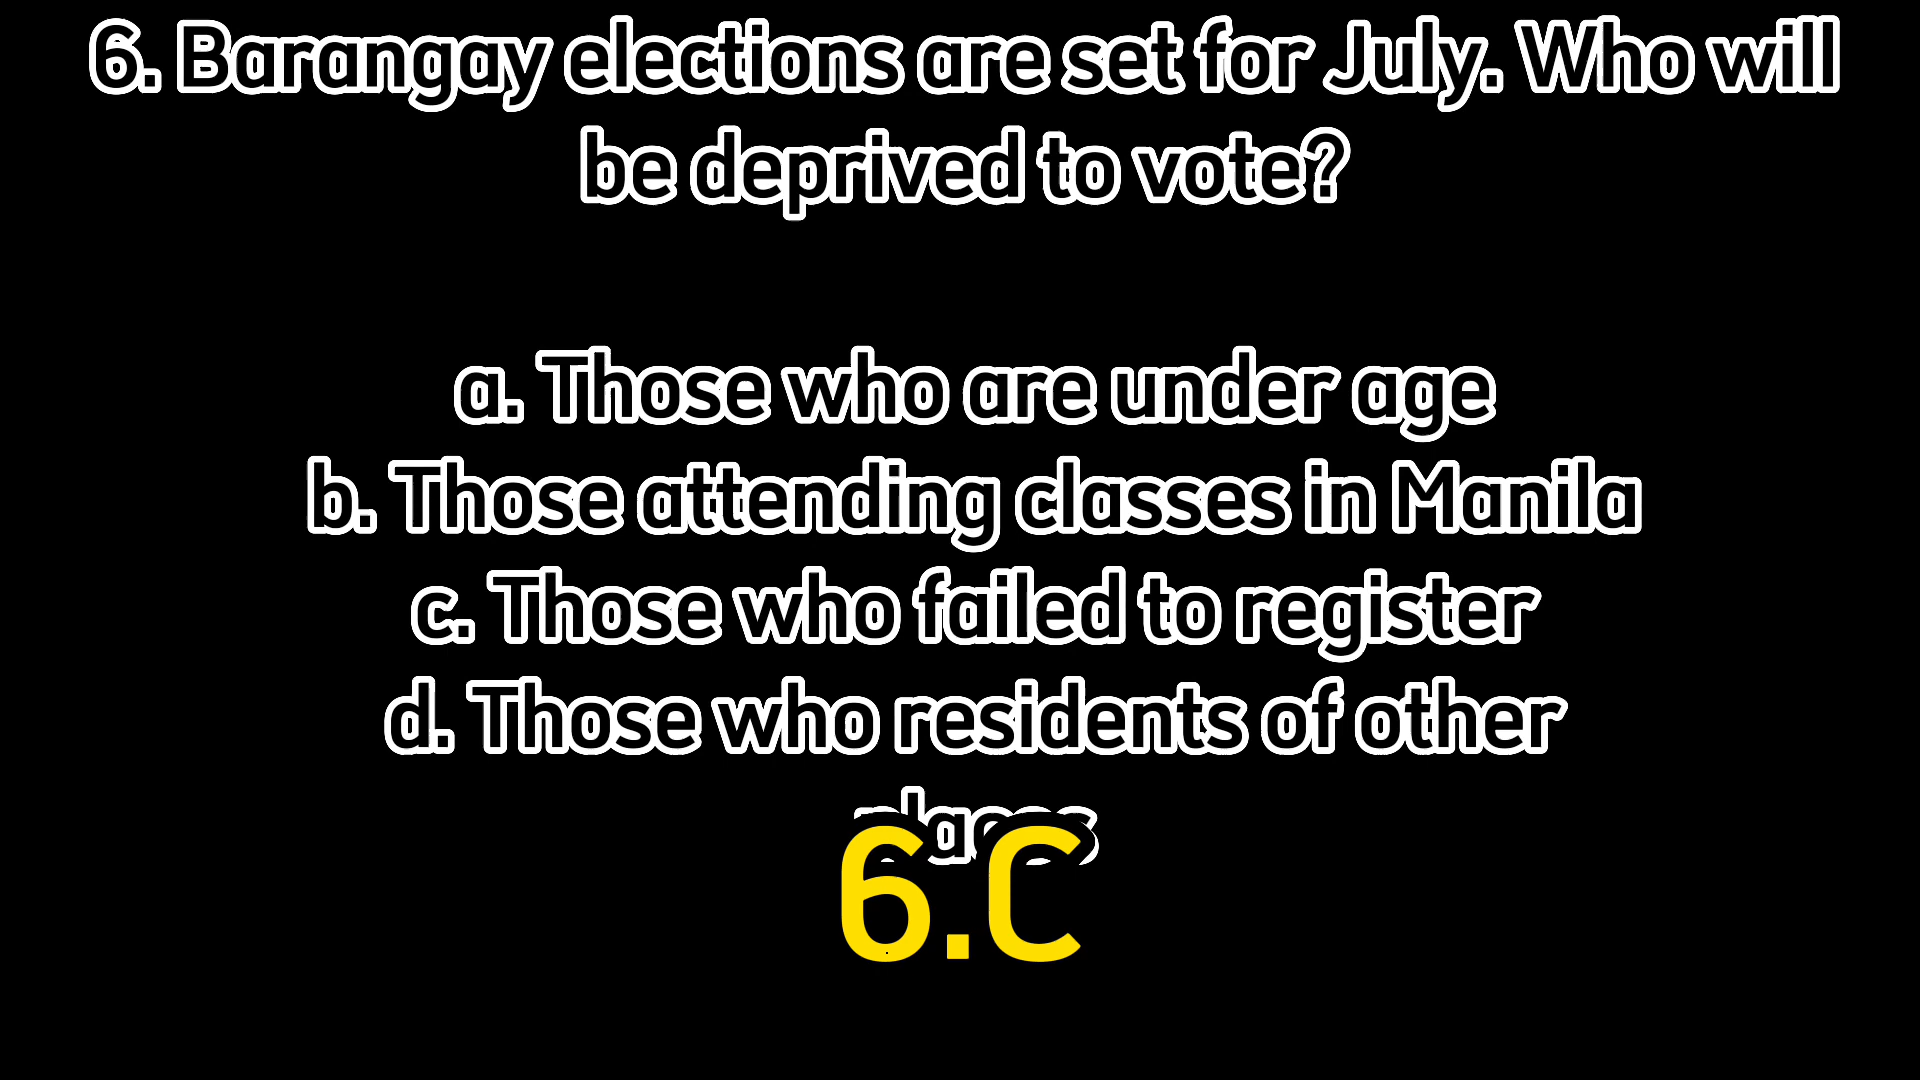 6. Barangay elections are set for July. Who will
be deprived to vote?
a. Those who are under age
b. Those attending classes in Manila
c. Those who failed to register
d. Those who residents of other
6.C